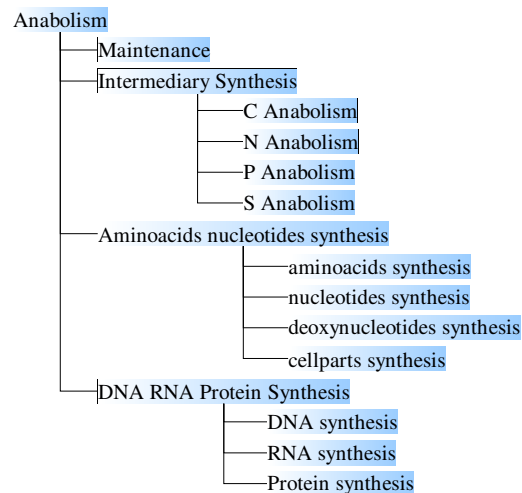 Anabolism
Maintenance
Intermediary Synthesis
C Anabolism
N Anabolism
P Anabolism
S Anabolism
Aminoacids nucleotides synthesis
aminoacids synthesis
nucleotides synthesis
deoxynucleotides synthesis
cellparts synthesis
DNA RNA Protein Synthesis
DNA synthesis
RNA synthesis
Protein synthesis